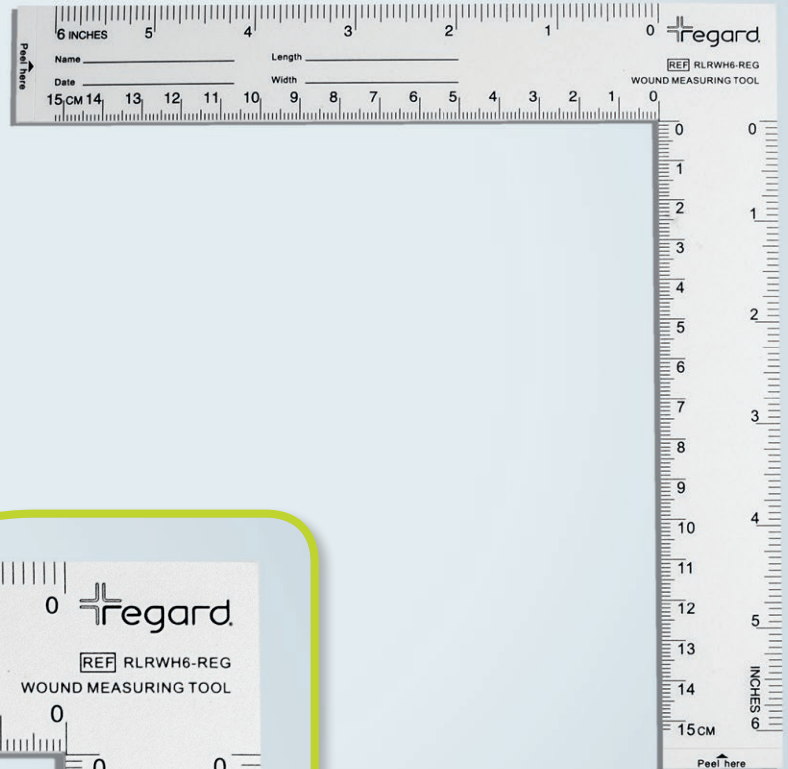 6 INCHES 5 4 3 2 1 0
regard.
Peel here
Name
Length
REF RLRWH6-REG
Date
Width
WOUND MEASURING TOOL
15 CM 14 13 12 11 10 9 8 7 6 5 4 3 2 1 0
0
1
2
3
4
5
6
7
8
9
10
11
12
13
14
15 CM
0
1
2
3
4
5
INCHES
6
Peel here
0
regard.
REF RLRWH6-REG
WOUND MEASURING TOOL
0
0 0